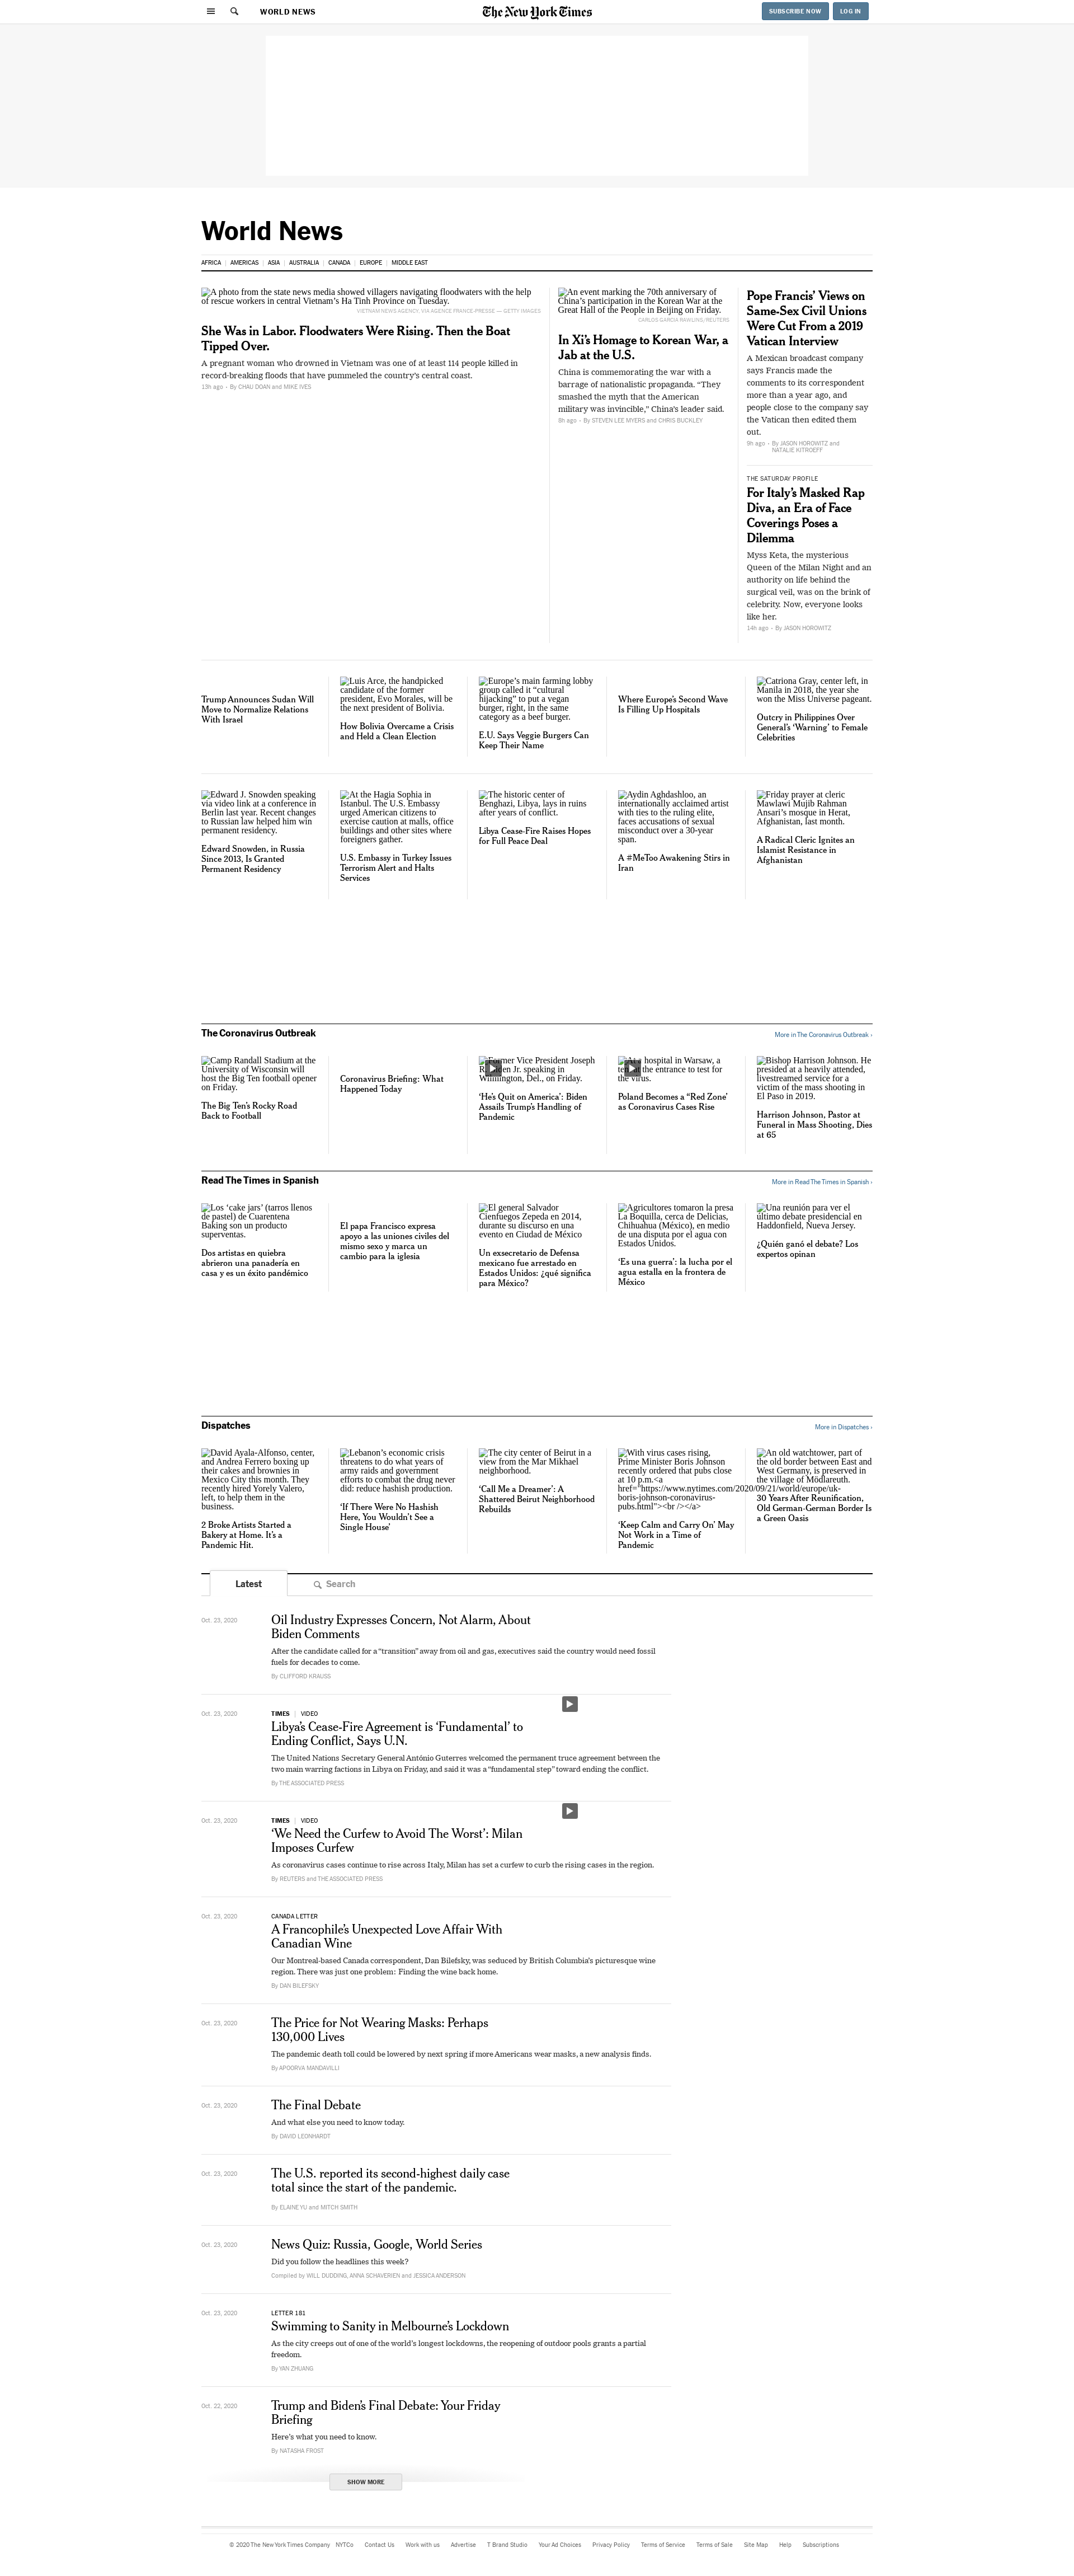 WORLD NEWS
The New York Times
SUBSCRIBE NOW
LOG IN
World News
AFRICA | AMERICAS | ASIA | AUSTRALIA | CANADA | EUROPE | MIDDLE EAST
A photo from the state news media showed villagers navigating floodwaters with the help
of rescue workers in central Vietnam’s Ha Tinh Province on Tuesday.
VIETNAM NEWS AGENCY, VIA AGENCE FRANCE-PRESSE — GETTY IMAGES
She Was in Labor. Floodwaters Were Rising. Then the Boat
Tipped Over.
A pregnant woman who drowned in Vietnam was one of at least 114 people killed in
record-breaking floods that have pummeled the country’s central coast.
13h ago • By CHAU DOAN and MIKE IVES
An event marking the 70th anniversary of
China’s participation in the Korean War at the
Great Hall of the People in Beijing on Friday.
CARLOS GARCIA RAWLINS/REUTERS
In Xi’s Homage to Korean War, a
Jab at the U.S.
China is commemorating the war with a
barrage of nationalistic propaganda. “They
smashed the myth that the American
military was invincible,” China’s leader said.
8h ago • By STEVEN LEE MYERS and CHRIS BUCKLEY
Pope Francis’ Views on
Same-Sex Civil Unions
Were Cut From a 2019
Vatican Interview
A Mexican broadcast company
says Francis made the
comments to its correspondent
more than a year ago, and
people close to the company say
the Vatican then edited them
out.
9h ago • By JASON HOROWITZ and
NATALIE KITROEFF
THE SATURDAY PROFILE
For Italy’s Masked Rap
Diva, an Era of Face
Coverings Poses a
Dilemma
Myss Keta, the mysterious
Queen of the Milan Night and an
authority on life behind the
surgical veil, was on the brink of
celebrity. Now, everyone looks
like her.
14h ago • By JASON HOROWITZ
Trump Announces Sudan Will
Move to Normalize Relations
With Israel
Luis Arce, the handpicked
candidate of the former
president, Evo Morales, will be
the next president of Bolivia.
How Bolivia Overcame a Crisis
and Held a Clean Election
Europe’s main farming lobby
group called it “cultural
hijacking” to put a vegan
burger, right, in the same
category as a beef burger.
E.U. Says Veggie Burgers Can
Keep Their Name
Where Europe’s Second Wave
Is Filling Up Hospitals
Catriona Gray, center left, in
Manila in 2018, the year she
won the Miss Universe pageant.
Outcry in Philippines Over
General’s ‘Warning’ to Female
Celebrities
Edward J. Snowden speaking
via video link at a conference in
Berlin last year. Recent changes
to Russian law helped him win
permanent residency.
Edward Snowden, in Russia
Since 2013, Is Granted
Permanent Residency
At the Hagia Sophia in
Istanbul. The U.S. Embassy
urged American citizens to
exercise caution at malls, office
buildings and other sites where
foreigners gather.
U.S. Embassy in Turkey Issues
Terrorism Alert and Halts
Services
The historic center of
Benghazi, Libya, lays in ruins
after years of conflict.
Libya Cease-Fire Raises Hopes
for Full Peace Deal
Aydin Aghdashloo, an
internationally acclaimed artist
with ties to the ruling elite,
faces accusations of sexual
misconduct over a 30-year
span.
A #MeToo Awakening Stirs in
Iran
Friday prayer at cleric
Mawlawi Mujib Rahman
Ansari’s mosque in Herat,
Afghanistan, last month.
A Radical Cleric Ignites an
Islamist Resistance in
Afghanistan
The Coronavirus Outbreak
More in The Coronavirus Outbreak ›
Camp Randall Stadium at the
University of Wisconsin will
host the Big Ten football opener
on Friday.
The Big Ten’s Rocky Road
Back to Football
Coronavirus Briefing: What
Happened Today
Former Vice President Joseph
R. Biden Jr. speaking in
Wilmington, Del., on Friday.
‘He’s Quit on America’: Biden
Assails Trump’s Handling of
Pandemic
At a hospital in Warsaw, a
tent at the entrance to test for
the virus.
Poland Becomes a “Red Zone’
as Coronavirus Cases Rise
Bishop Harrison Johnson. He
presided at a heavily attended,
livestreamed service for a
victim of the mass shooting in
El Paso in 2019.
Harrison Johnson, Pastor at
Funeral in Mass Shooting, Dies
at 65
Read The Times in Spanish
More in Read The Times in Spanish ›
Los ‘cake jars’ (tarros llenos
de pastel) de Cuarentena
Baking son un producto
superventas.
Dos artistas en quiebra
abrieron una panadería en
casa y es un éxito pandémico
El papa Francisco expresa
apoyo a las uniones civiles del
mismo sexo y marca un
cambio para la iglesia
El general Salvador
Cienfuegos Zepeda en 2014,
durante su discurso en una
evento en Ciudad de México
Un exsecretario de Defensa
mexicano fue arrestado en
Estados Unidos: ¿qué significa
para México?
Agricultores tomaron la presa
La Boquilla, cerca de Delicias,
Chihuahua (México), en medio
de una disputa por el agua con
Estados Unidos.
‘Es una guerra’: la lucha por el
agua estalla en la frontera de
México
Una reunión para ver el
último debate presidencial en
Haddonfield, Nueva Jersey.
¿Quién ganó el debate? Los
expertos opinan
Dispatches
More in Dispatches ›
David Ayala-Alfonso, center,
and Andrea Ferrero boxing up
their cakes and brownies in
Mexico City this month. They
recently hired Yorely Valero,
left, to help them in the
business.
2 Broke Artists Started a
Bakery at Home. It’s a
Pandemic Hit.
Lebanon’s economic crisis
threatens to do what years of
army raids and government
efforts to combat the drug never
did: reduce hashish production.
‘If There Were No Hashish
Here, You Wouldn’t See a
Single House’
The city center of Beirut in a
view from the Mar Mikhael
neighborhood.
‘Call Me a Dreamer’: A
Shattered Beirut Neighborhood
Rebuilds
With virus cases rising,
Prime Minister Boris Johnson
recently ordered that pubs close
at 10 p.m.<a
href="https://www.nytimes.com/2020/09/21/world/europe/uk-
boris-johnson-coronavirus-
pubs.html"><br /></a>
‘Keep Calm and Carry On’ May
Not Work in a Time of
Pandemic
An old watchtower, part of
the old border between East and
West Germany, is preserved in
the village of Mödlareuth.
30 Years After Reunification,
Old German-German Border Is
a Green Oasis
Latest
Search
Oct. 23, 2020
Oil Industry Expresses Concern, Not Alarm, About
Biden Comments
After the candidate called for a “transition” away from oil and gas, executives said the country would need fossil
fuels for decades to come.
By CLIFFORD KRAUSS
Oct. 23, 2020
TIMES | VIDEO
Libya’s Cease-Fire Agreement is ‘Fundamental’ to
Ending Conflict, Says U.N.
The United Nations Secretary General António Guterres welcomed the permanent truce agreement between the
two main warring factions in Libya on Friday, and said it was a “fundamental step” toward ending the conflict.
By THE ASSOCIATED PRESS
Oct. 23, 2020
TIMES | VIDEO
‘We Need the Curfew to Avoid The Worst’: Milan
Imposes Curfew
As coronavirus cases continue to rise across Italy, Milan has set a curfew to curb the rising cases in the region.
By REUTERS and THE ASSOCIATED PRESS
Oct. 23, 2020
CANADA LETTER
A Francophile’s Unexpected Love Affair With
Canadian Wine
Our Montreal-based Canada correspondent, Dan Bilefsky, was seduced by British Columbia’s picturesque wine
region. There was just one problem: Finding the wine back home.
By DAN BILEFSKY
Oct. 23, 2020
The Price for Not Wearing Masks: Perhaps
130,000 Lives
The pandemic death toll could be lowered by next spring if more Americans wear masks, a new analysis finds.
By APOORVA MANDAVILLI
Oct. 23, 2020
The Final Debate
And what else you need to know today.
By DAVID LEONHARDT
Oct. 23, 2020
The U.S. reported its second-highest daily case
total since the start of the pandemic.
By ELAINE YU and MITCH SMITH
Oct. 23, 2020
News Quiz: Russia, Google, World Series
Did you follow the headlines this week?
Compiled by WILL DUDDING, ANNA SCHAVERIEN and JESSICA ANDERSON
Oct. 23, 2020
LETTER 181
Swimming to Sanity in Melbourne’s Lockdown
As the city creeps out of one of the world’s longest lockdowns, the reopening of outdoor pools grants a partial
freedom.
By YAN ZHUANG
Oct. 22, 2020
Trump and Biden’s Final Debate: Your Friday
Briefing
Here’s what you need to know.
By NATASHA FROST
SHOW MORE
© 2020 The New York Times Company NYTCo Contact Us Work with us Advertise T Brand Studio Your Ad Choices Privacy Policy Terms of Service Terms of Sale Site Map Help Subscriptions